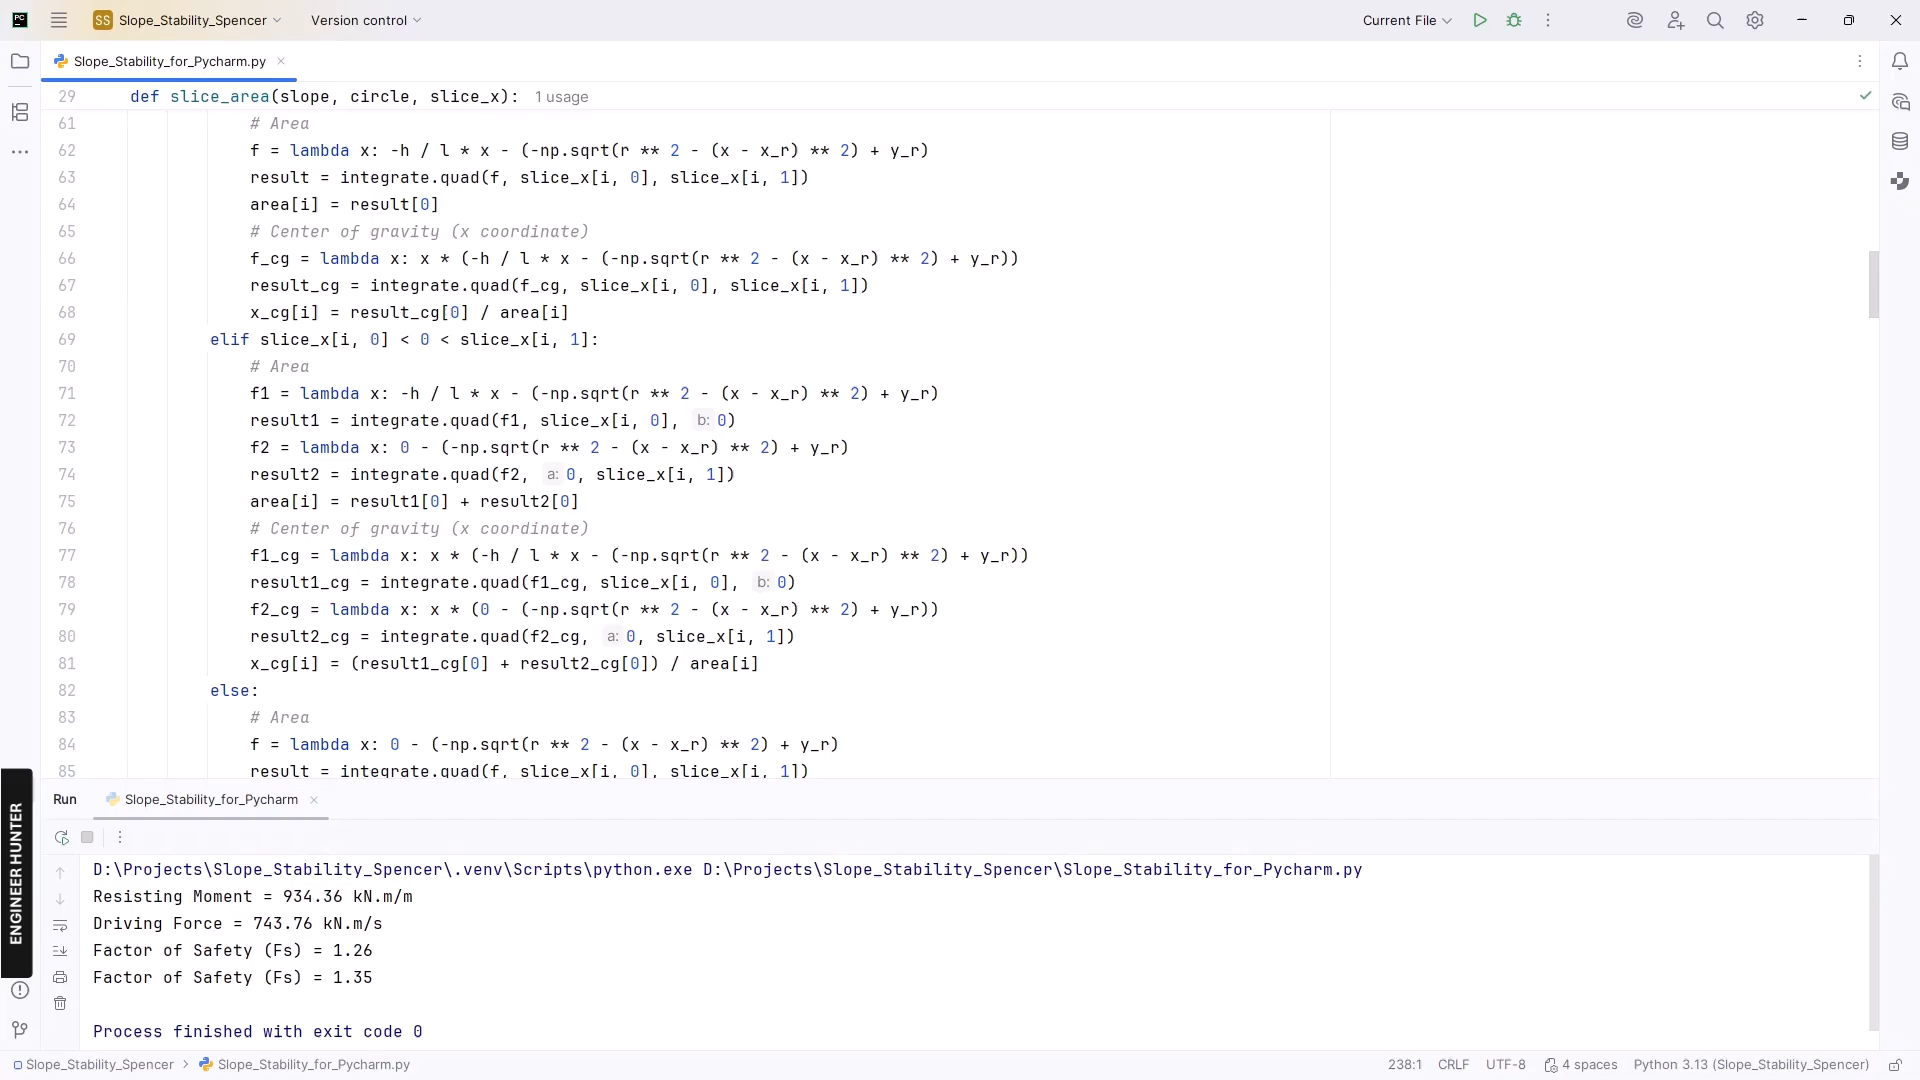 PC
SS Slope_Stability_Spencer
Version control
Current File
Slope_Stability_for_Pycharm.py
29 def slice_area(slope, circle, slice_x): 1 usage
61 # Area
62 f = lambda x: -h / l * x - (-np.sqrt(r ** 2 - (x - x_r) ** 2) + y_r)
63 result = integrate.quad(f, slice_x[i, 0], slice_x[i, 1])
64 area[i] = result[0]
65 # Center of gravity (x coordinate)
66 f_cg = lambda x: x * (-h / l * x - (-np.sqrt(r ** 2 - (x - x_r) ** 2) + y_r))
67 result_cg = integrate.quad(f_cg, slice_x[i, 0], slice_x[i, 1])
68 x_cg[i] = result_cg[0] / area[i]
69 elif slice_x[i, 0] < 0 < slice_x[i, 1]:
70 # Area
71 f1 = lambda x: -h / l * x - (-np.sqrt(r ** 2 - (x - x_r) ** 2) + y_r)
72 result1 = integrate.quad(f1, slice_x[i, 0], b: 0)
73 f2 = lambda x: 0 - (-np.sqrt(r ** 2 - (x - x_r) ** 2) + y_r)
74 result2 = integrate.quad(f2, a: 0, slice_x[i, 1])
75 area[i] = result1[0] + result2[0]
76 # Center of gravity (x coordinate)
77 f1_cg = lambda x: x * (-h / l * x - (-np.sqrt(r ** 2 - (x - x_r) ** 2) + y_r))
78 result1_cg = integrate.quad(f1_cg, slice_x[i, 0], b: 0)
79 f2_cg = lambda x: x * (0 - (-np.sqrt(r ** 2 - (x - x_r) ** 2) + y_r))
80 result2_cg = integrate.quad(f2_cg, a: 0, slice_x[i, 1])
81 x_cg[i] = (result1_cg[0] + result2_cg[0]) / area[i]
82 else:
83 # Area
84 f = lambda x: 0 - (-np.sqrt(r ** 2 - (x - x_r) ** 2) + y_r)
85 result = integrate.quad(f, slice_x[i, 0], slice_x[i, 1])
ENGINEER HUNTER
Run Slope_Stability_for_Pycharm
D:\Projects\Slope_Stability_Spencer\.venv\Scripts\python.exe D:\Projects\Slope_Stability_Spencer\Slope_Stability_for_Pycharm.py
Resisting Moment = 934.36 kN.m/m
Driving Force = 743.76 kN.m/s
Factor of Safety (Fs) = 1.26
Factor of Safety (Fs) = 1.35
Process finished with exit code 0
Slope_Stability_Spencer > Slope_Stability_for_Pycharm.py
238:1 CRLF UTF-8 4 spaces Python 3.13 (Slope_Stability_Spencer)